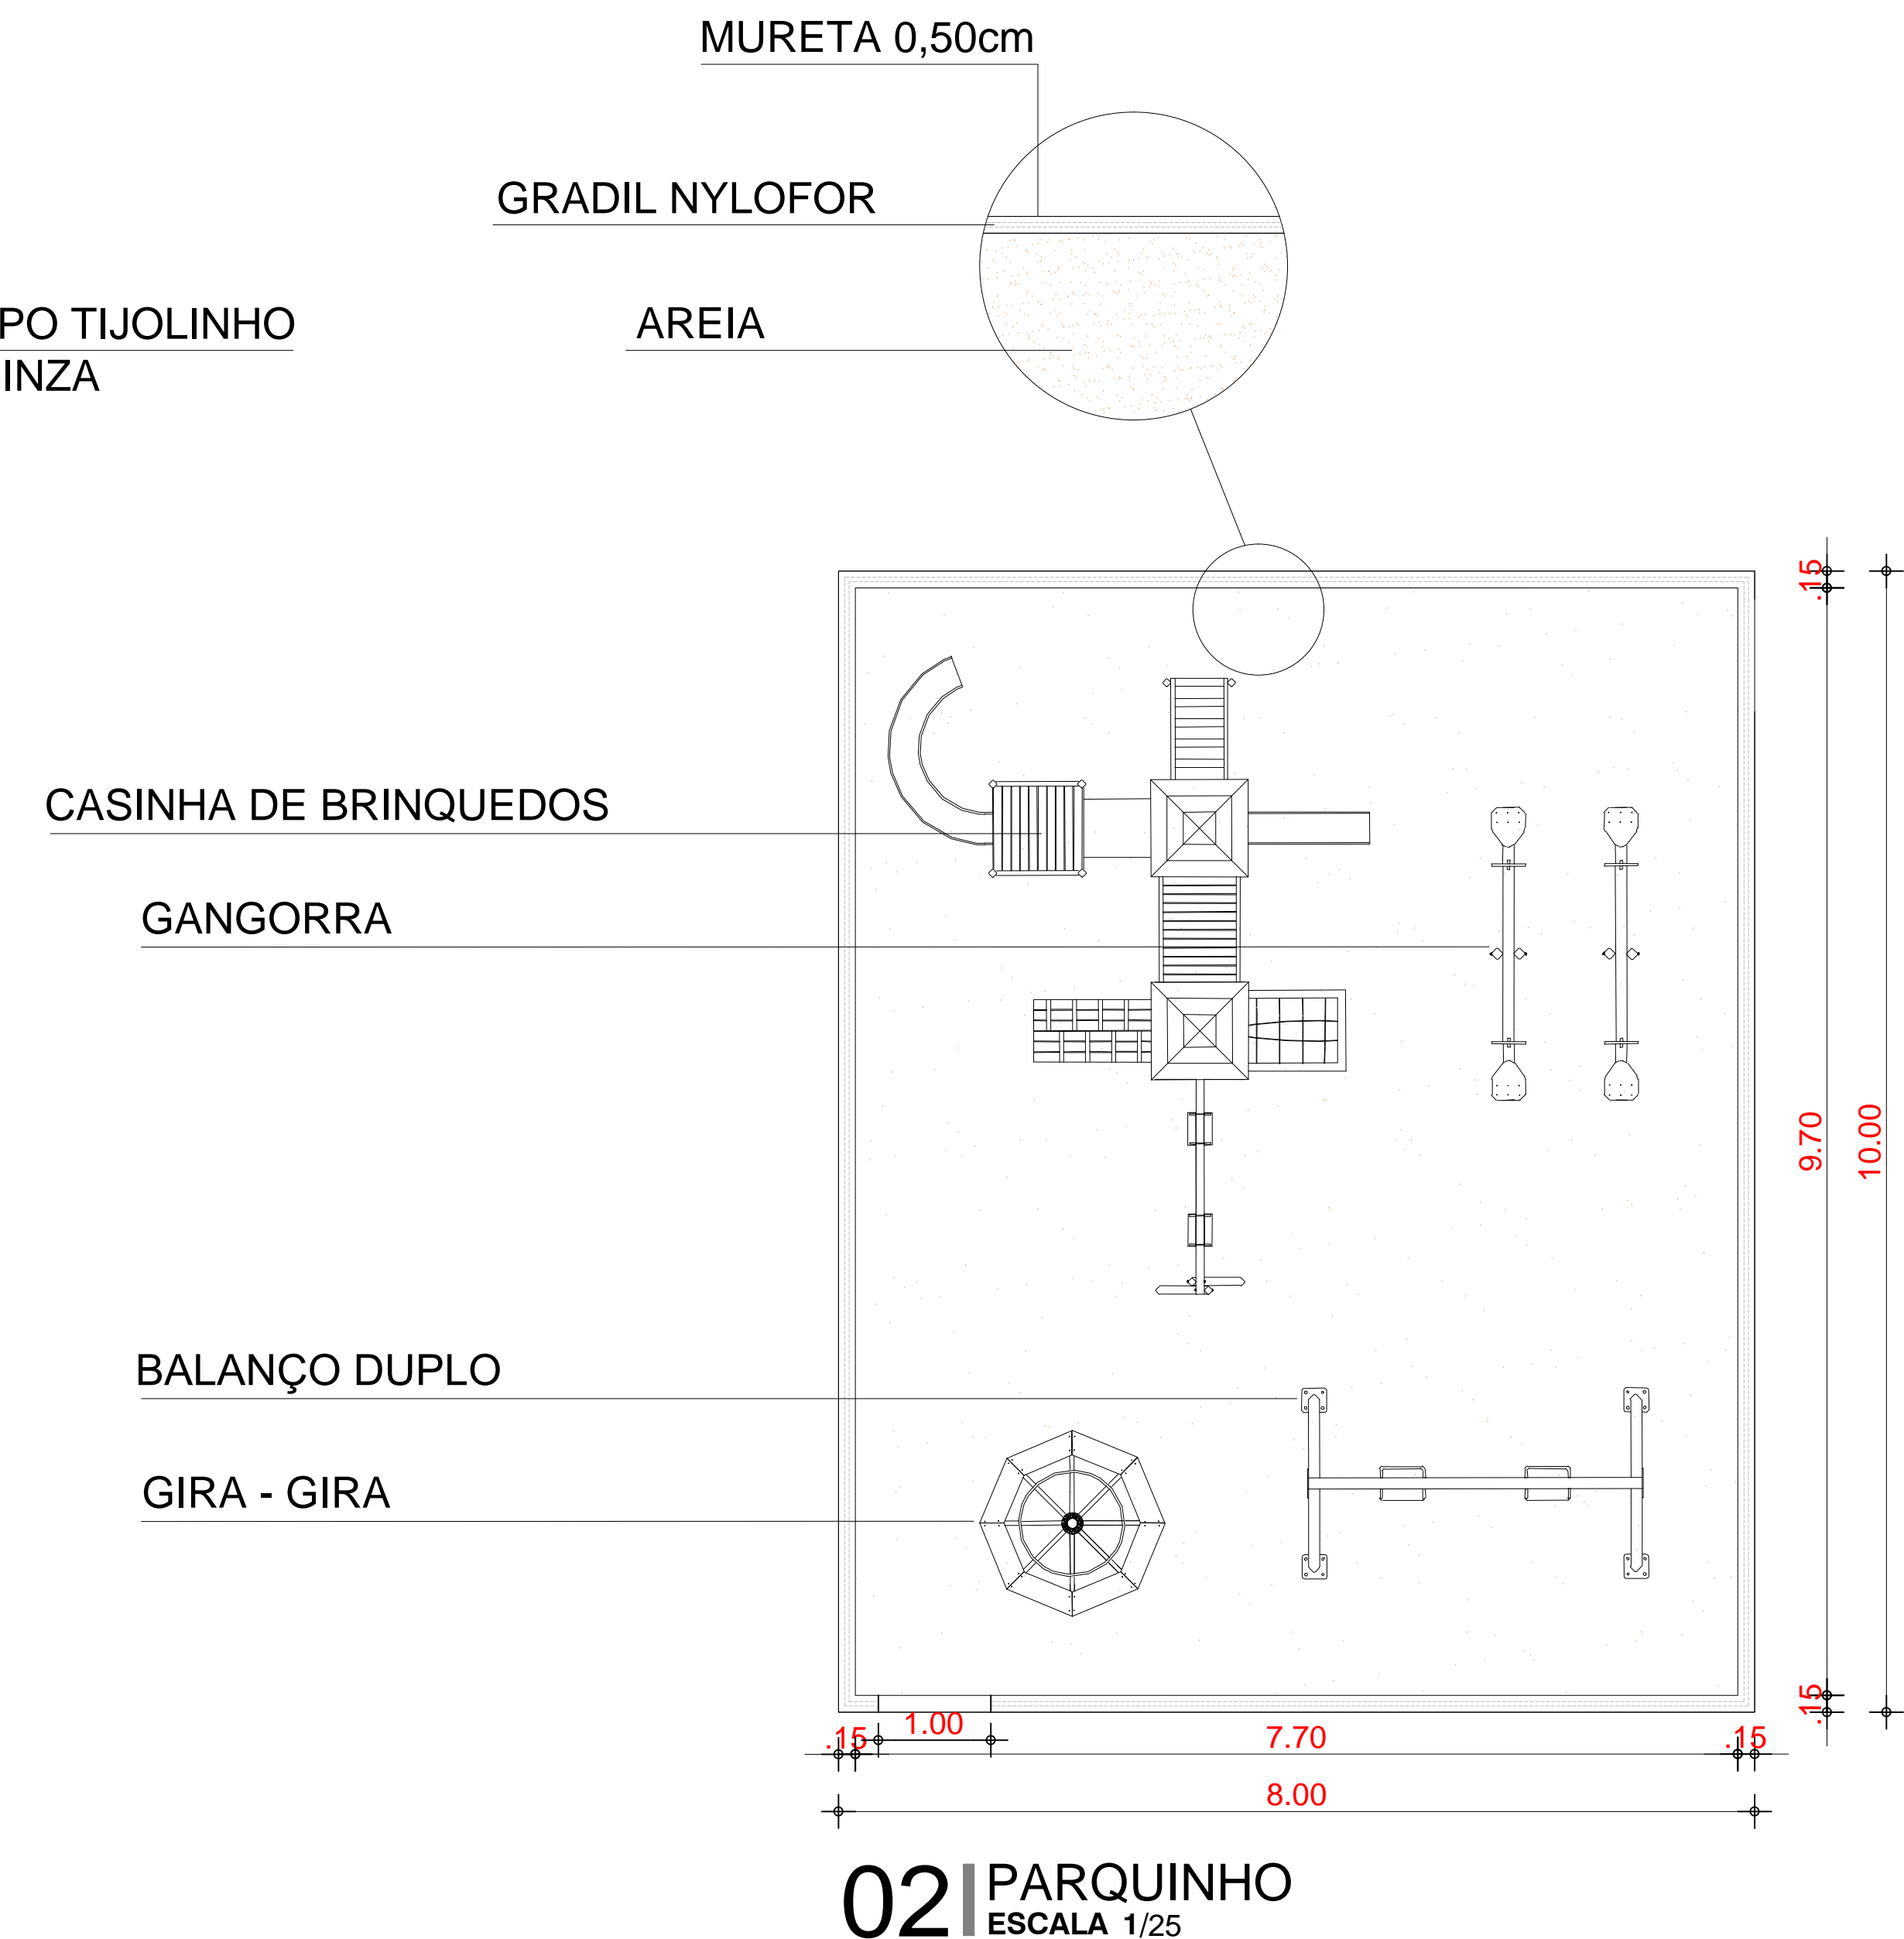 MURETA 0,50cm
GRADIL NYLOFOR
PO TIJOLINHO
INZA
AREIA
.15
CASINHA DE BRINQUEDOS
GANGORRA
9.70
10.00
BALANÇO DUPLO
GIRA - GIRA
.15
.15
1.00
7.70
.15
8.00
02
PARQUINHO
ESCALA 1/25